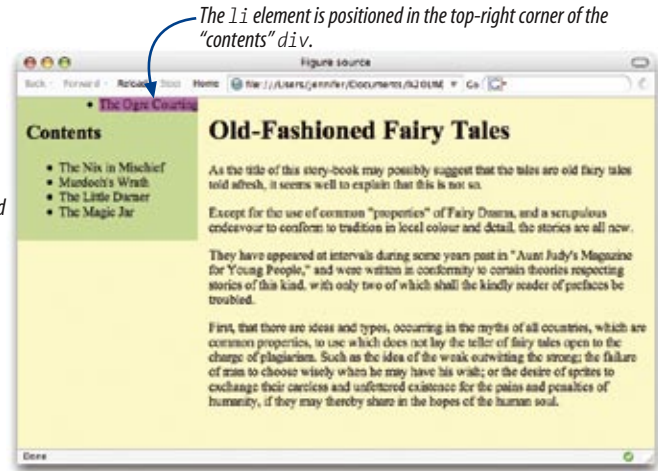 The li element is positioned in the top-right corner of the
“contents” div.
Figure source
Back Forward Reload Stop Home file:///Users/jennifer/Documents/ Go
• The Ogre Courting
Contents
• The Nix in Mischief
• Murdoch's Wrath
• The Little Darner
• The Magic Jar
Old-Fashioned Fairy Tales
As the title of this story-book may possibly suggest that the tales are old fairy tales
told afresh, it seems well to explain that this is not so.
Except for the use of common "properties" of Fairy Drama, and a scrupulous
endeavour to conform to tradition in local colour and detail, the stories are all new.
They have appeared at intervals during some years past in "Aunt Judy's Magazine
for Young People," and were written in conformity to certain theories respecting
stories of this kind, with only two of which shall the kindly reader of prefaces be
troubled.
First, that there are ideas and types, occurring in the myths of all countries, which are
common properties, to use which does not lay the teller of fairy tales open to the
charge of plagiarism. Such as the idea of the weak outwitting the strong; the failure
of man to choose wisely when he may have his wish; or the desire of sprites to
exchange their careless and unfettered existence for the pains and penalties of
humanity, if they may thereby share in the hopes of the human soul.
Done